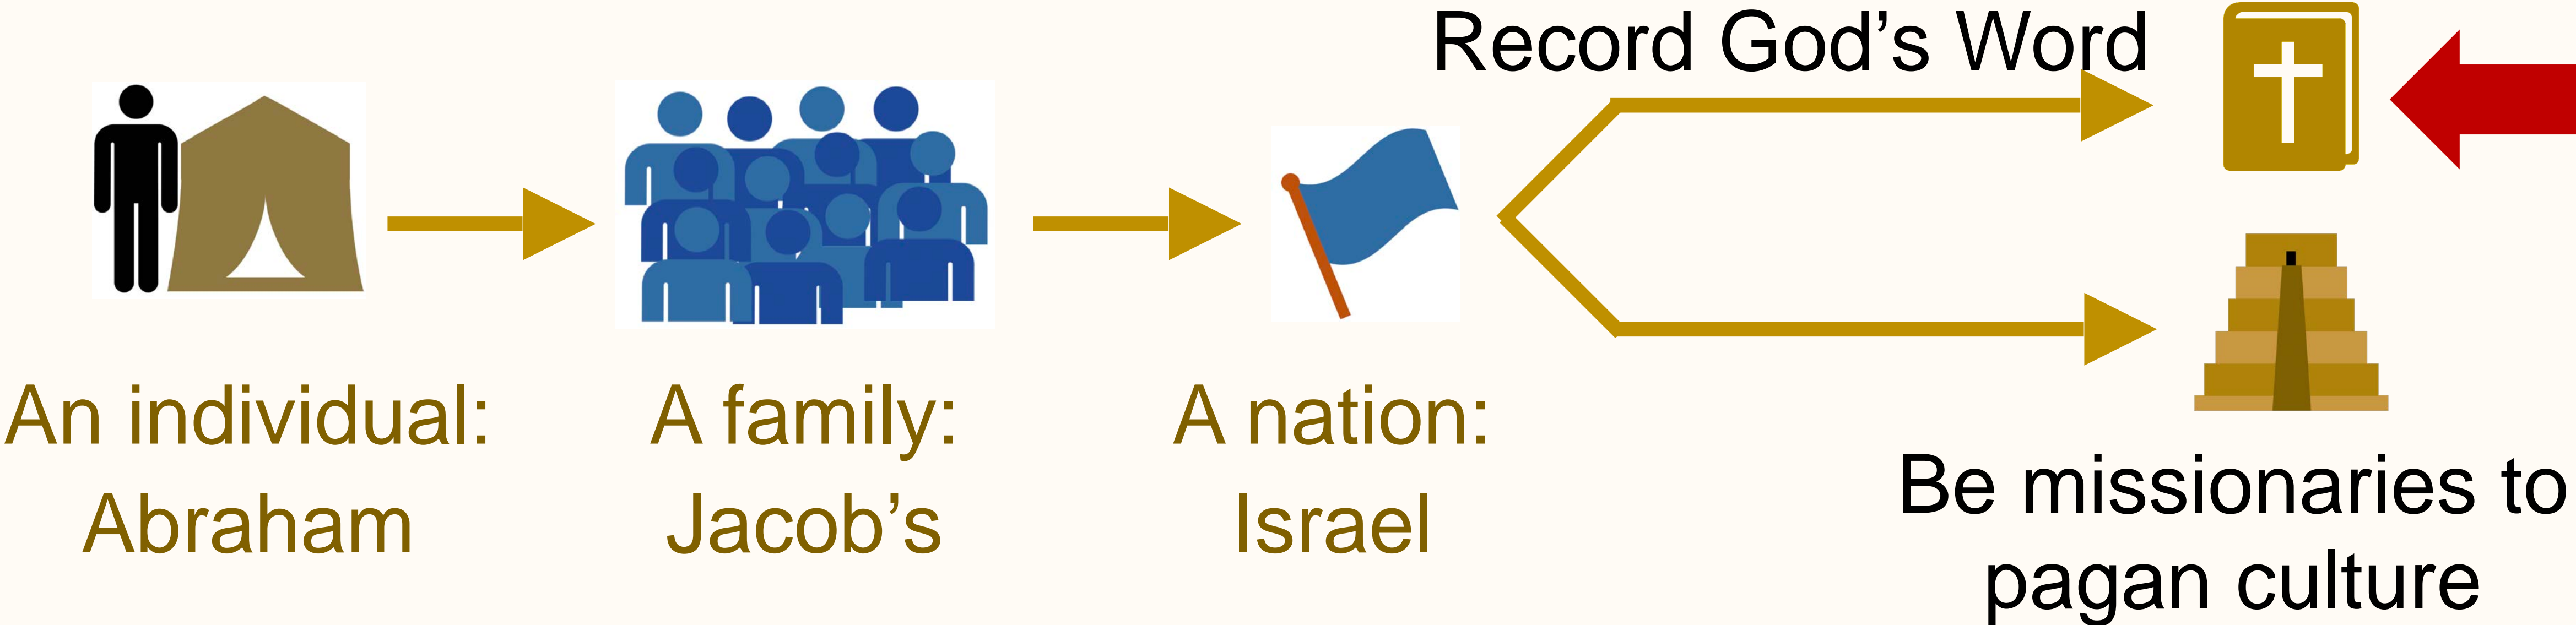 Record God’s Word
An individual:
Abraham
A family:
Jacob’s
A nation:
Israel
Be missionaries to
pagan culture